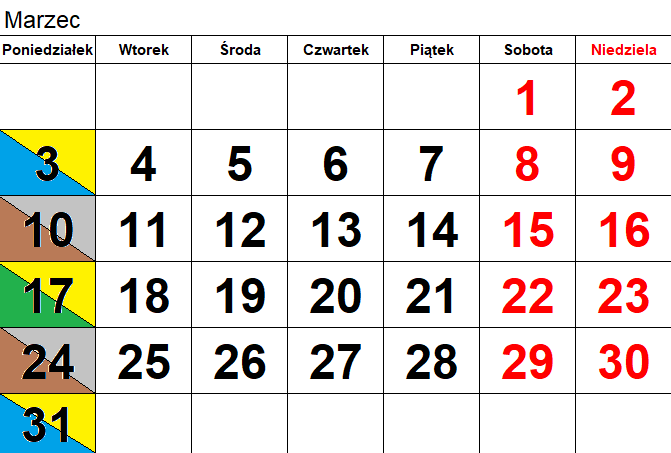 Marzec
Poniedziałek Wtorek Środa Czwartek Piątek Sobota Niedziela
1 2
3 4 5 6 7 8 9
10 11 12 13 14 15 16
17 18 19 20 21 22 23
24 25 26 27 28 29 30
31